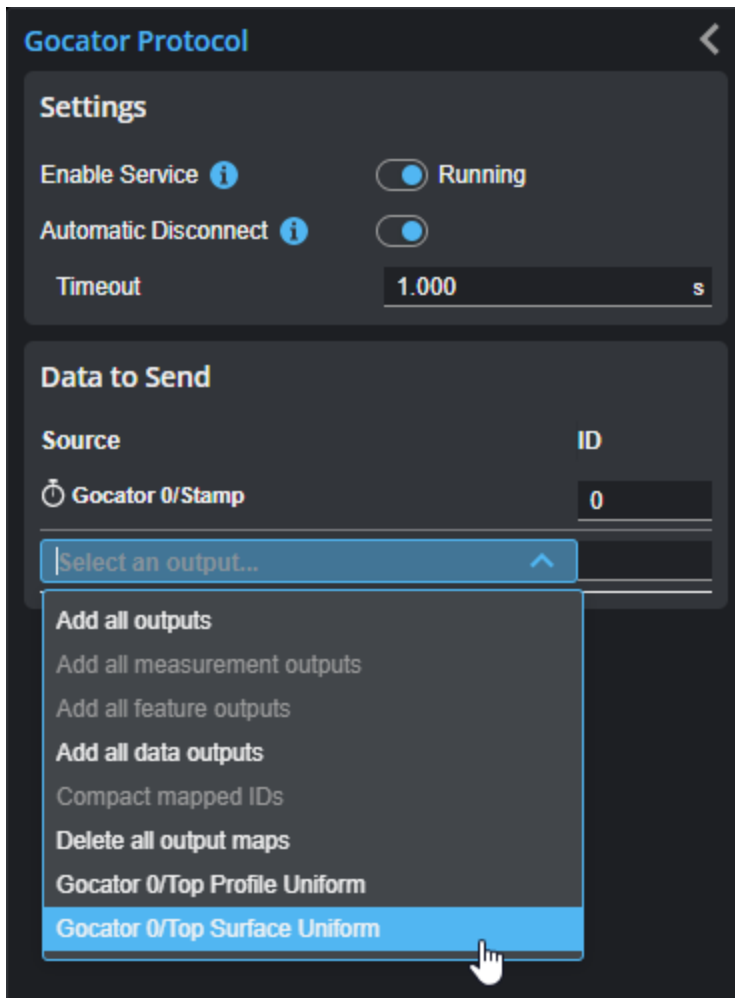 Gocator Protocol
Settings
Enable Service
Running
Automatic Disconnect
Timeout
1.000 s
Data to Send
Source ID
Gocator 0/Stamp 0
Select an output...
Add all outputs
Add all measurement outputs
Add all feature outputs
Add all data outputs
Compact mapped IDs
Delete all output maps
Gocator 0/Top Profile Uniform
Gocator 0/Top Surface Uniform